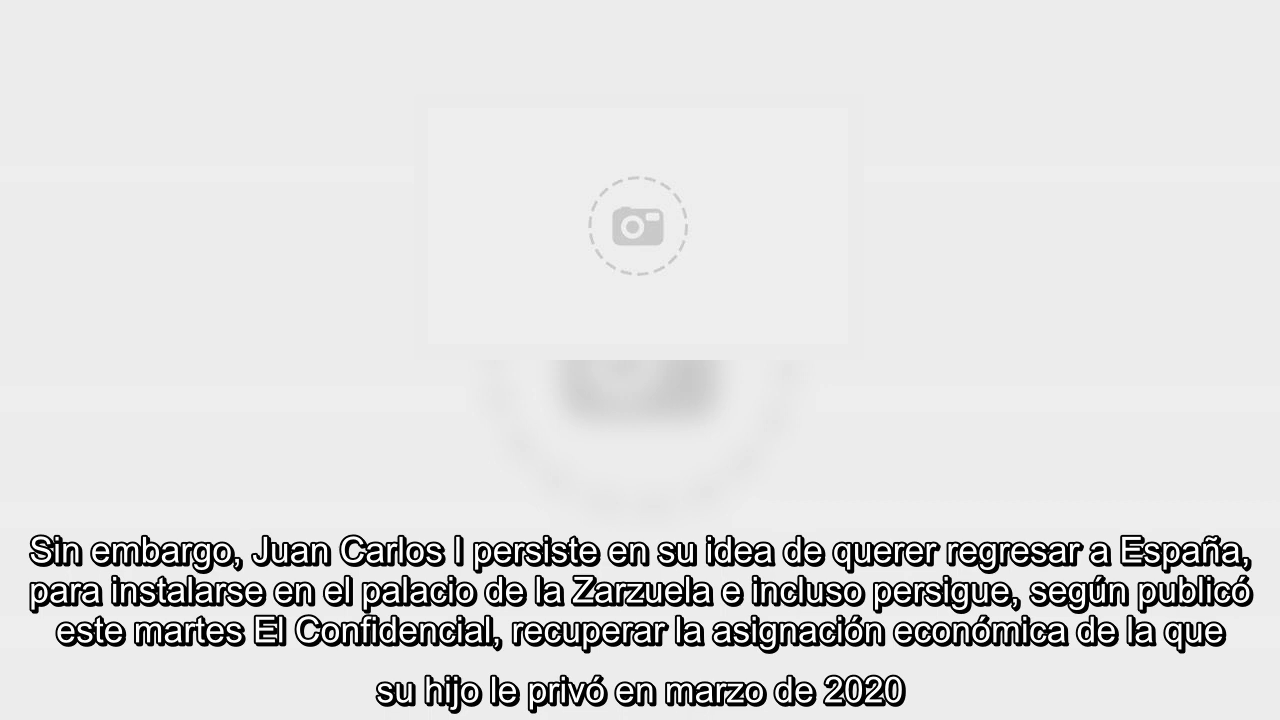 Sin embargo, Juan Carlos I persiste en su idea de querer regresar a España,
para instalarse en el palacio de la Zarzuela e incluso persigue, según publicó
este martes El Confidencial, recuperar la asignación económica de la que
su hijo le privó en marzo de 2020